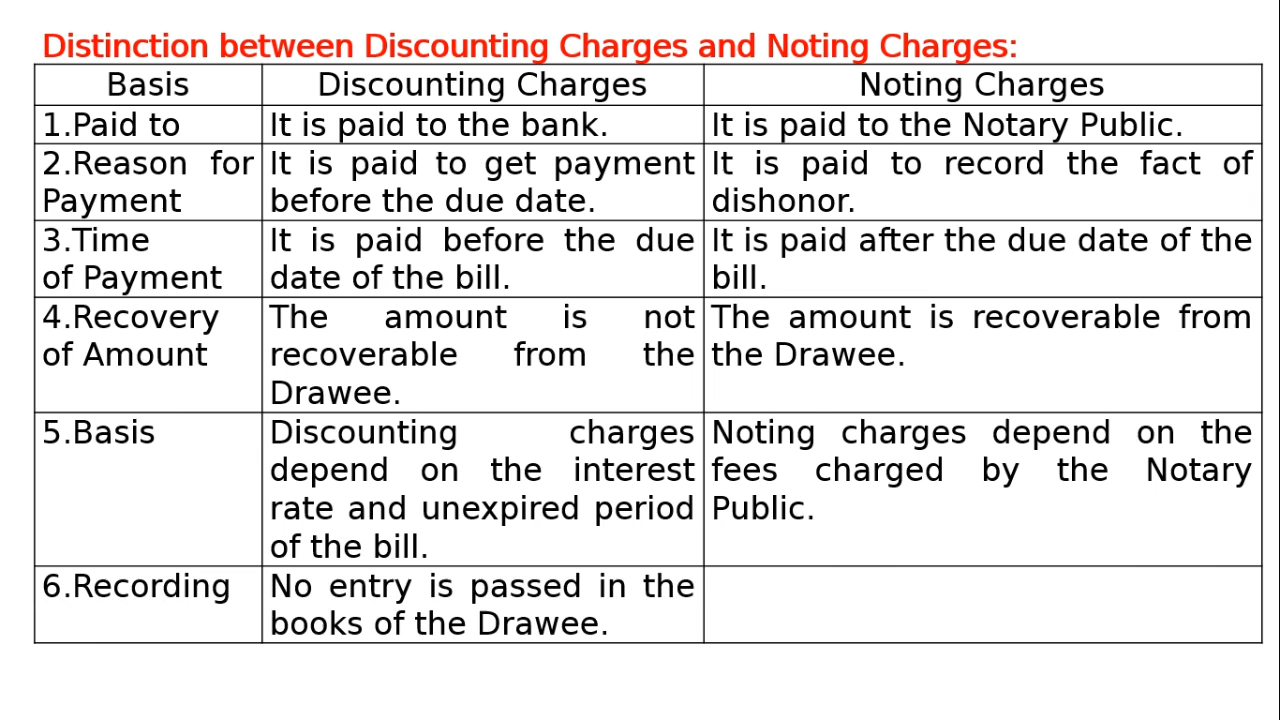 Distinction between Discounting Charges and Noting Charges:
Basis Discounting Charges Noting Charges
1.Paid to It is paid to the bank. It is paid to the Notary Public.
2.Reason for It is paid to get payment It is paid to record the fact of
Payment before the due date. dishonor.
3.Time It is paid before the due It is paid after the due date of the
of Payment date of the bill. bill.
4.Recovery The amount is not The amount is recoverable from
of Amount recoverable from the the Drawee.
Drawee.
5.Basis Discounting charges Noting charges depend on the
depend on the interest fees charged by the Notary
rate and unexpired period Public.
of the bill.
6.Recording No entry is passed in the
books of the Drawee.